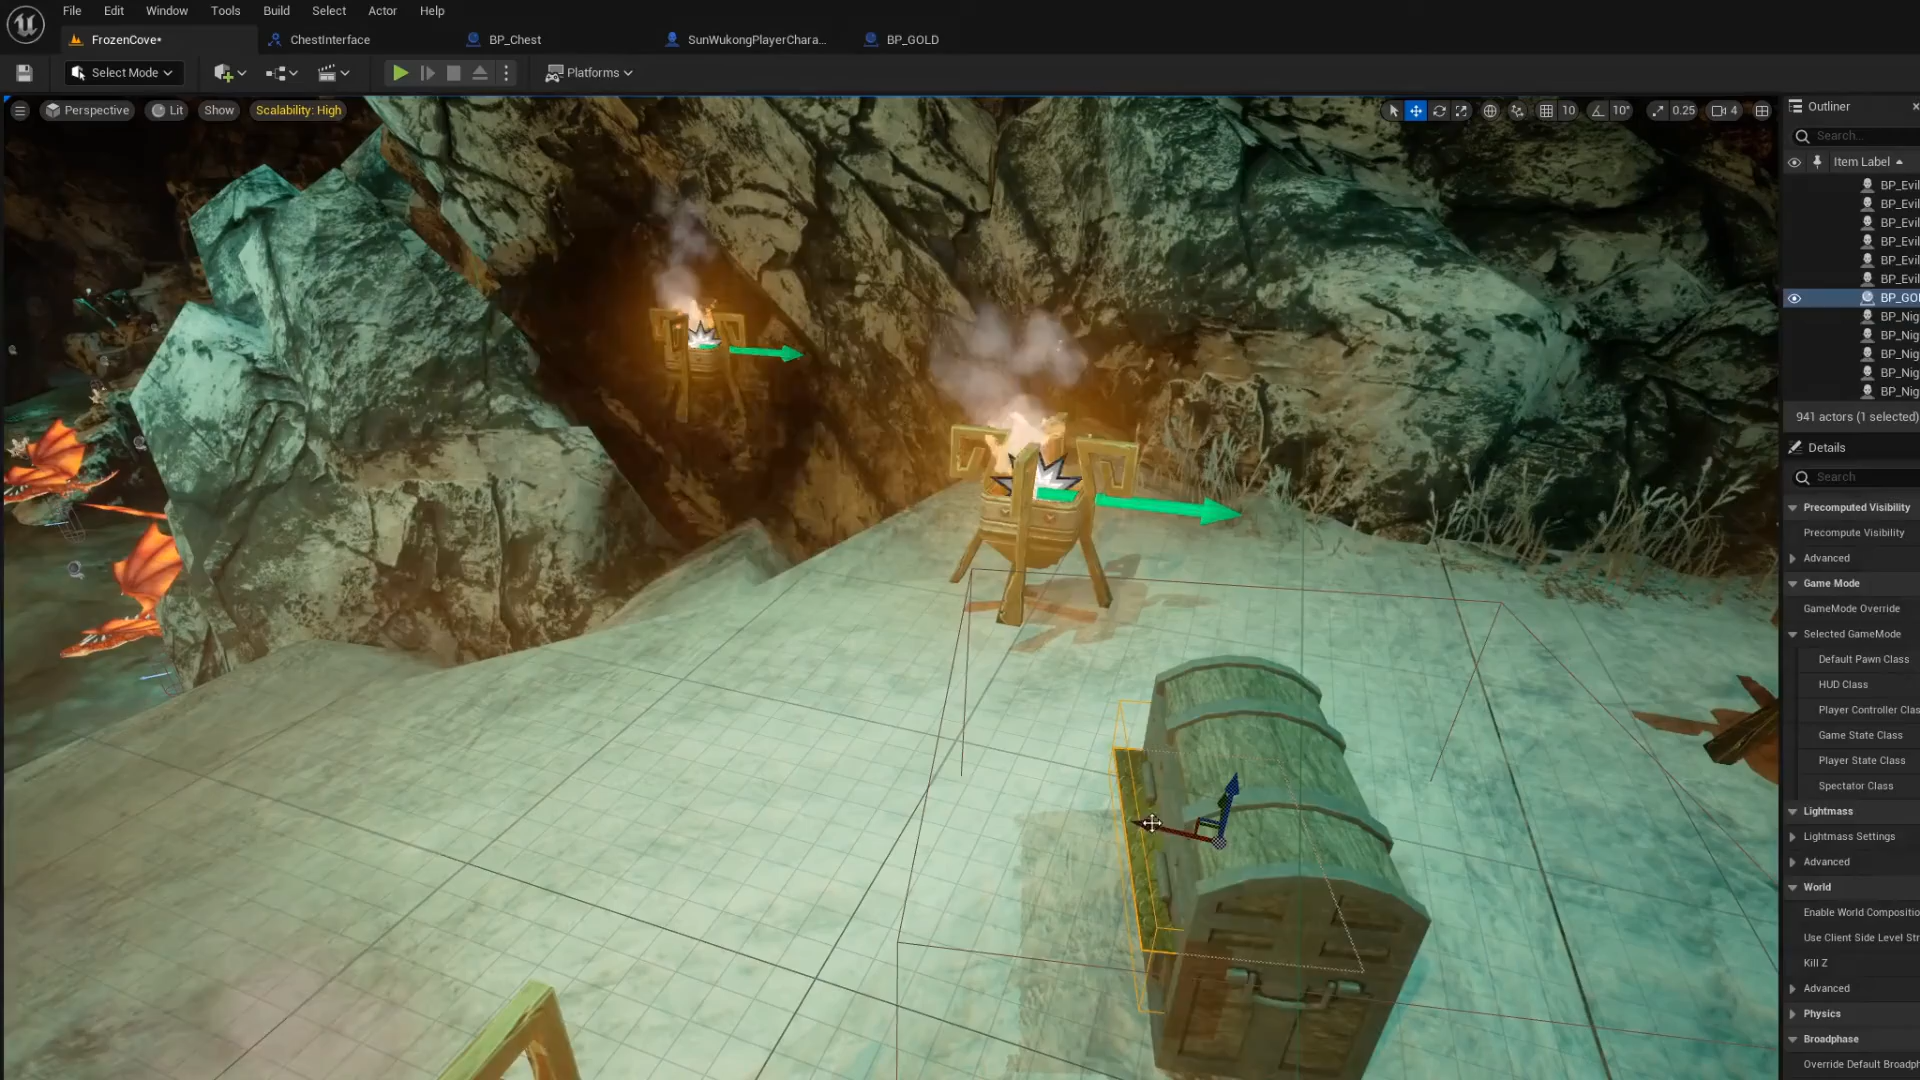 File Edit Window Tools Build Select Actor Help
FrozenCove* ChestInterface BP_Chest SunWukongPlayerChara... BP_GOLD
Select Mode Platforms
Perspective Lit Show Scalability: High 10 10° 0.25 4
Outliner
Search...
Item Label
BP_Evil
BP_Evil
BP_Evil
BP_Evil
BP_Evil
BP_Evil
BP_GOL
BP_Nig
BP_Nig
BP_Nig
BP_Nig
BP_Nig
941 actors (1 selected)
Details
Search
Precomputed Visibility
Precompute Visibility
Advanced
Game Mode
GameMode Override
Selected GameMode
Default Pawn Class
HUD Class
Player Controller Clas
Game State Class
Player State Class
Spectator Class
Lightmass
Lightmass Settings
Advanced
World
Enable World Compositio
Use Client Side Level Str
Kill Z
Advanced
Physics
Broadphase
Override Default Broadph